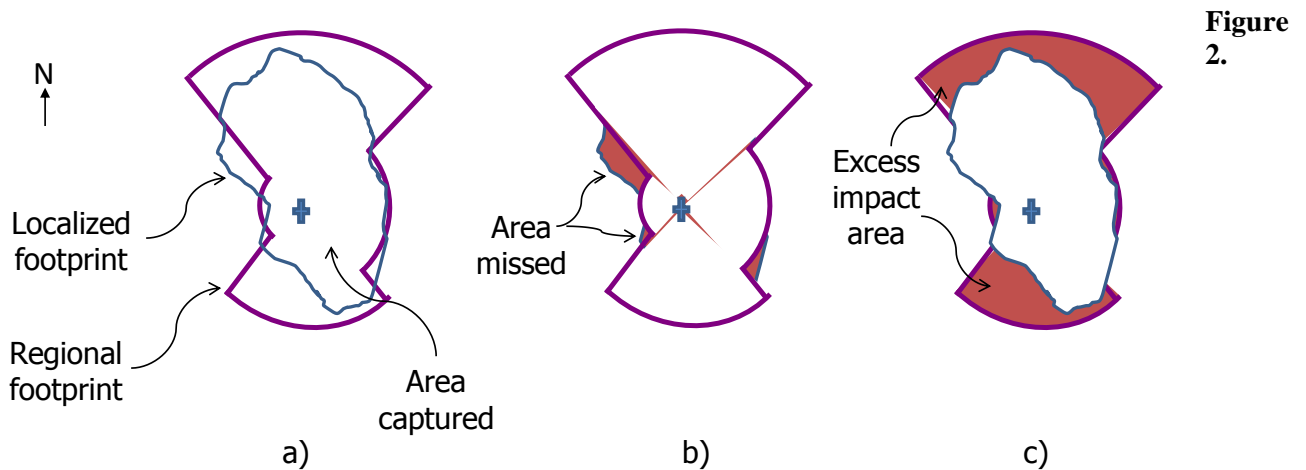 Figure
2.
N
Localized
footprint
Regional
footprint
Area
captured
a)
Area
missed
b)
Excess
impact
area
c)